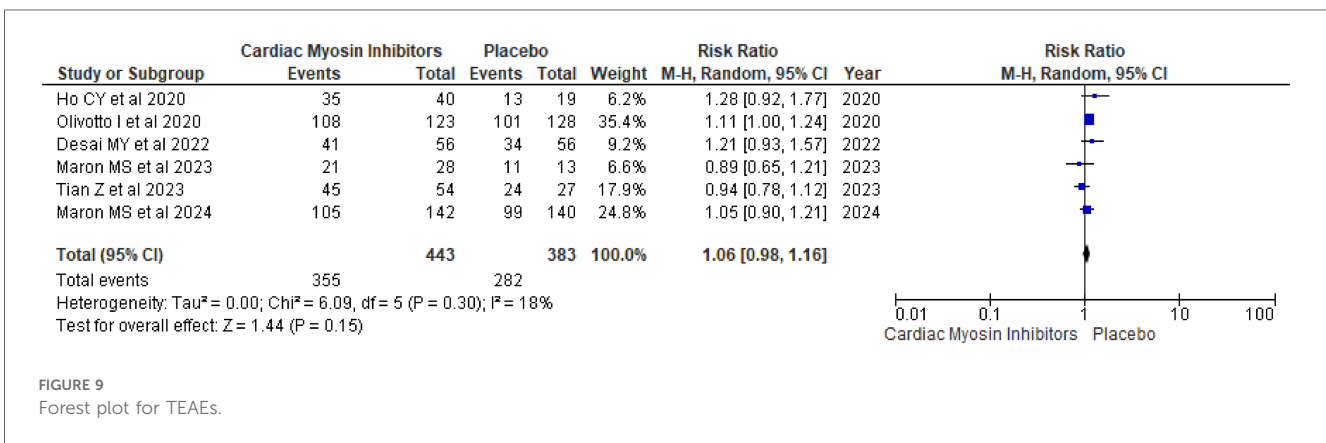 Cardiac Myosin Inhibitors Placebo Risk Ratio Risk Ratio
Study or Subgroup Events Total Events Total Weight M-H, Random, 95% CI Year M-H, Random, 95% CI
Ho CY et al 2020 35 40 13 19 6.2% 1.28 [0.92, 1.77] 2020
Olivotto I et al 2020 108 123 101 128 35.4% 1.11 [1.00, 1.24] 2020
Desai MY et al 2022 41 56 34 56 9.2% 1.21 [0.93, 1.57] 2022
Maron MS et al 2023 21 28 11 13 6.6% 0.89 [0.65, 1.21] 2023
Tian Z et al 2023 45 54 24 27 17.9% 0.94 [0.78, 1.12] 2023
Maron MS et al 2024 105 142 99 140 24.8% 1.05 [0.90, 1.21] 2024
Total (95% CI) 443 383 100.0% 1.06 [0.98, 1.16]
Total events 355 282
Heterogeneity: Tau² = 0.00; Chi² = 6.09, df = 5 (P = 0.30); I² = 18%
Test for overall effect: Z = 1.44 (P = 0.15)
0.01 0.1 1 10 100
Cardiac Myosin Inhibitors Placebo
FIGURE 9
Forest plot for TEAEs.